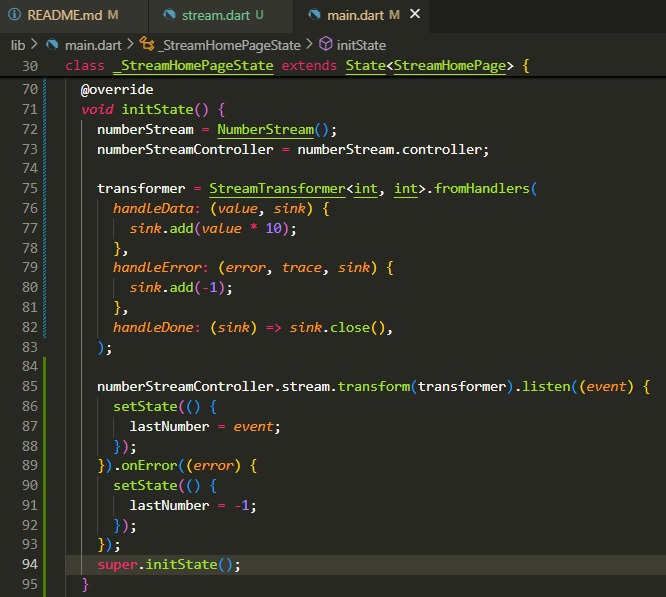 README.md M
stream.dart U
main.dart M
lib > main.dart > _StreamHomePageState > initState
30 class _StreamHomePageState extends State<StreamHomePage> {
70 @override
71 void initState() {
72 numberStream = NumberStream();
73 numberStreamController = numberStream.controller;
74
75 transformer = StreamTransformer<int, int>.fromHandlers(
76 handleData: (value, sink) {
77 sink.add(value * 10);
78 },
79 handleError: (error, trace, sink) {
80 sink.add(-1);
81 },
82 handleDone: (sink) => sink.close(),
83 );
84
85 numberStreamController.stream.transform(transformer).listen((event) {
86 setState(() {
87 lastNumber = event;
88 });
89 }).onError((error) {
90 setState(() {
91 lastNumber = -1;
92 });
93 });
94 super.initState();
95 }